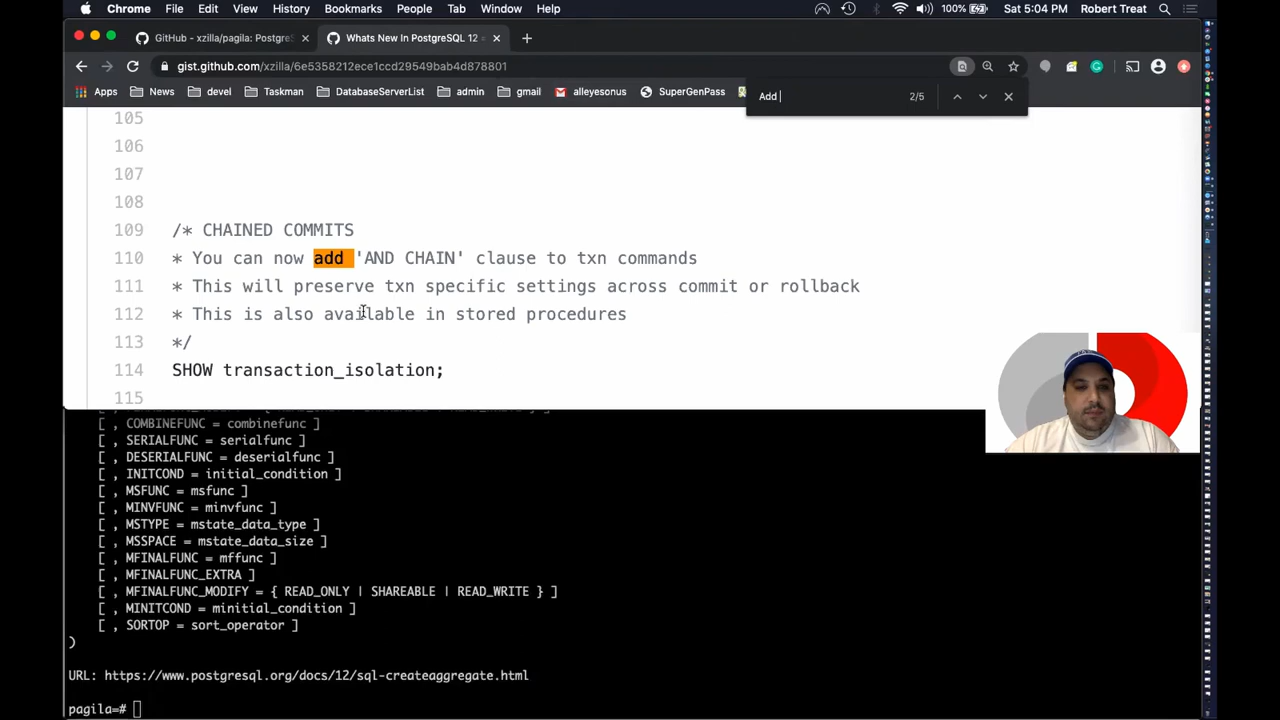 Chrome File Edit View History Bookmarks People Tab Window Help 100% Sat 5:04 PM Robert Treat
GitHub - xzilla/pagila: PostgreS Whats New In PostgreSQL 12
gist.github.com/xzilla/6e5358212ece1ccd29549bab4d878801
Apps News devel Taskman DatabaseServerList admin gmail alleyesonus SuperGenPass
Add 2/5
105
106
107
108
109 /* CHAINED COMMITS
110 * You can now add 'AND CHAIN' clause to txn commands
111 * This will preserve txn specific settings across commit or rollback
112 * This is also available in stored procedures
113 */
114 SHOW transaction_isolation;
115
[ , COMBINEFUNC = combinefunc ]
[ , SERIALFUNC = serialfunc ]
[ , DESERIALFUNC = deserialfunc ]
[ , INITCOND = initial_condition ]
[ , MSFUNC = msfunc ]
[ , MINVFUNC = minvfunc ]
[ , MSTYPE = mstate_data_type ]
[ , MSSPACE = mstate_data_size ]
[ , MFINALFUNC = mffunc ]
[ , MFINALFUNC_EXTRA ]
[ , MFINALFUNC_MODIFY = { READ_ONLY | SHAREABLE | READ_WRITE } ]
[ , MINITCOND = minitial_condition ]
[ , SORTOP = sort_operator ]
)
URL: https://www.postgresql.org/docs/12/sql-createaggregate.html
pagila=#